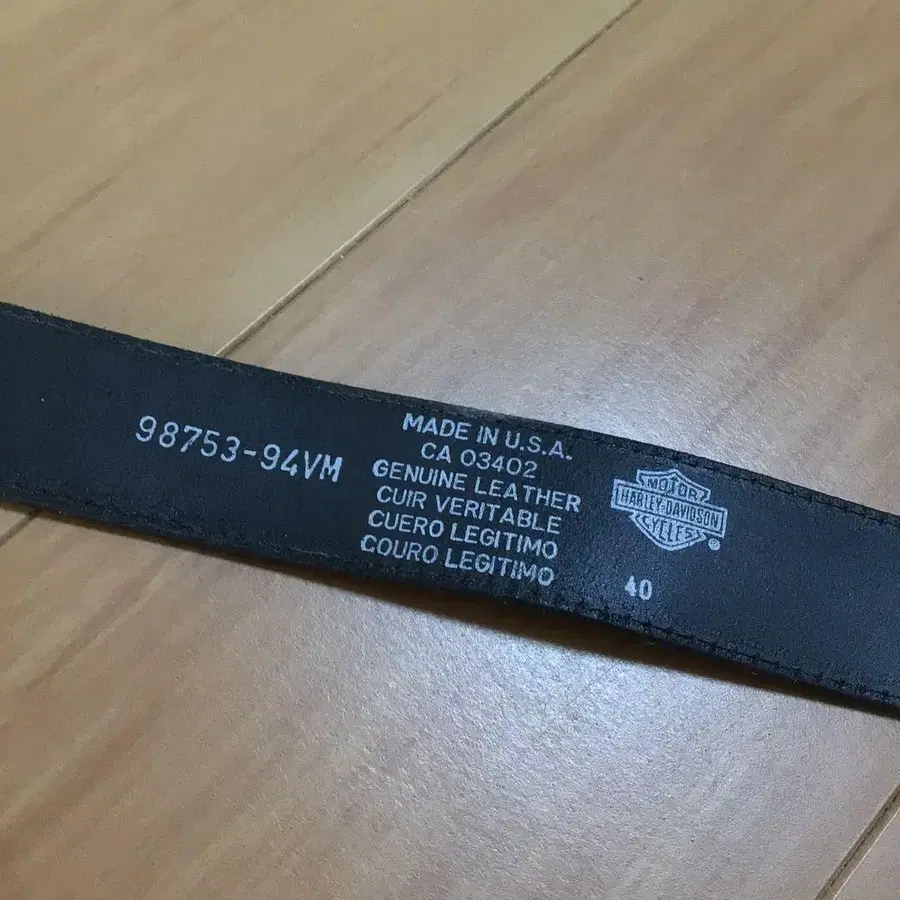 98753-94VM
MADE IN U.S.A.
CA 03402
GENUINE LEATHER
CUIR VERITABLE
CUERO LEGITIMO
COURO LEGITIMO
MOTOR
HARLEY-DAVIDSON
CYCLES
®
40